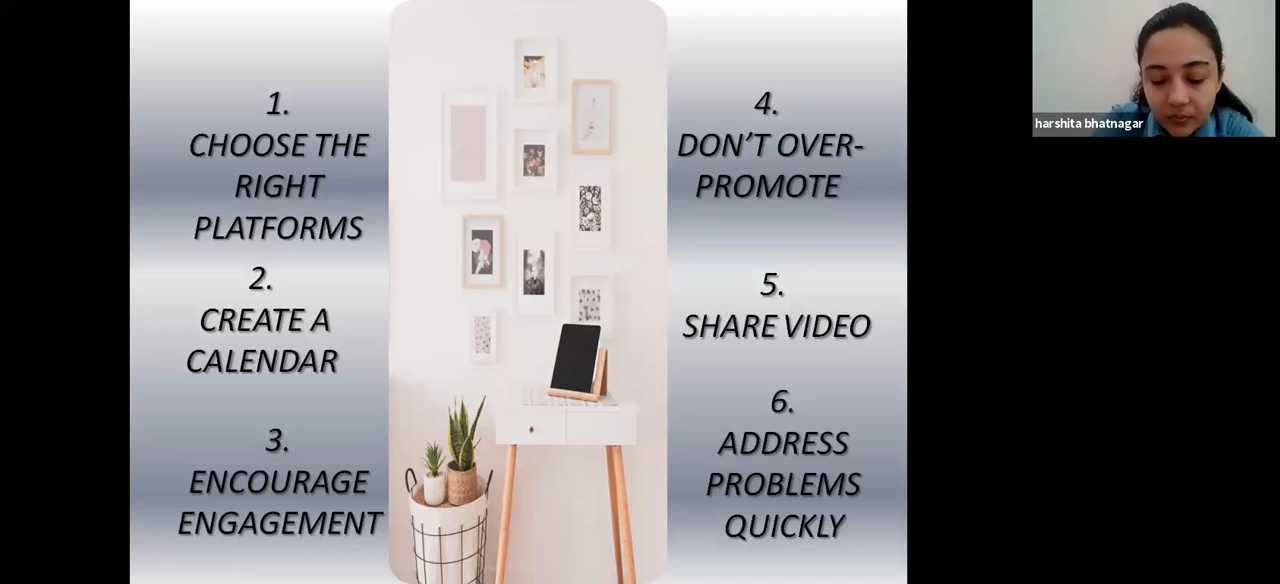 1.
CHOOSE THE
RIGHT
PLATFORMS
2.
CREATE A
CALENDAR
3.
ENCOURAGE
ENGAGEMENT
4.
DON’T OVER-
PROMOTE
5.
SHARE VIDEO
6.
ADDRESS
PROBLEMS
QUICKLY
harshita bhatnagar